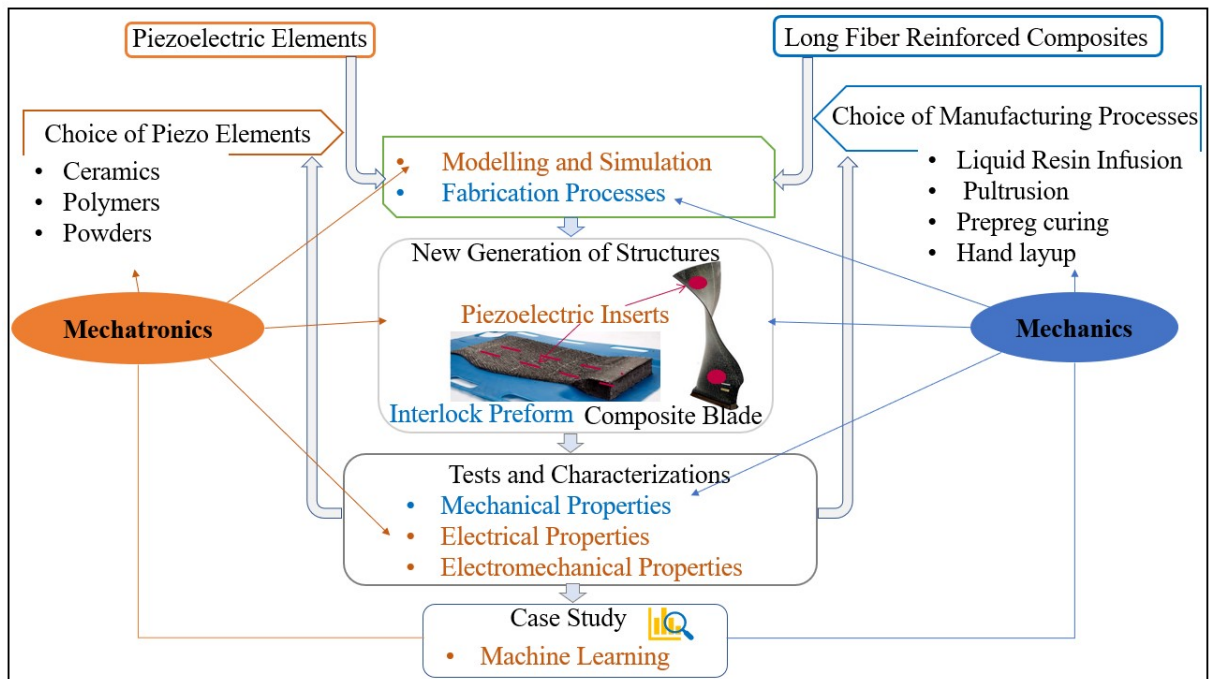 Piezoelectric Elements
Long Fiber Reinforced Composites
Choice of Piezo Elements
• Ceramics
• Polymers
• Powders
Choice of Manufacturing Processes
• Liquid Resin Infusion
• Pultrusion
• Prepreg curing
• Hand layup
• Modelling and Simulation
• Fabrication Processes
New Generation of Structures
Piezoelectric Inserts
Interlock Preform
Composite Blade
Mechatronics
Mechanics
Tests and Characterizations
• Mechanical Properties
• Electrical Properties
• Electromechanical Properties
Case Study
• Machine Learning